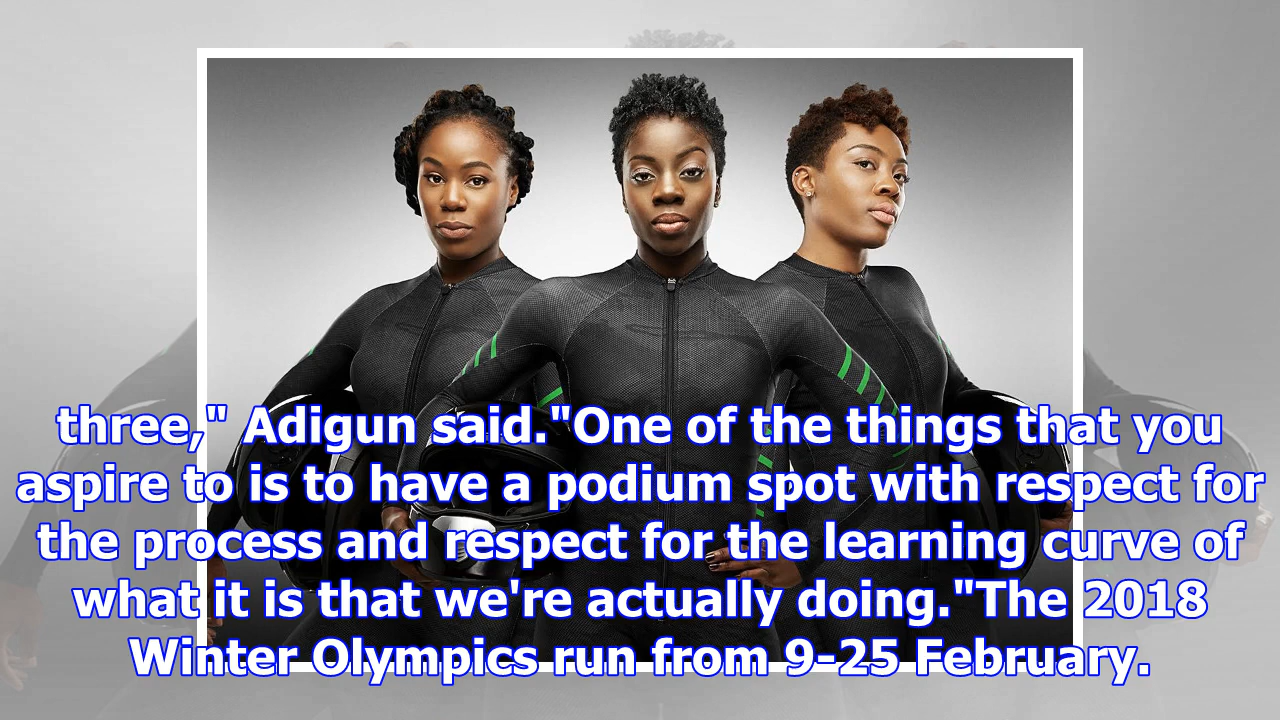 three," Adigun said."One of the things that you
aspire to is to have a podium spot with respect for
the process and respect for the learning curve of
what it is that we're actually doing."The 2018
Winter Olympics run from 9-25 February.